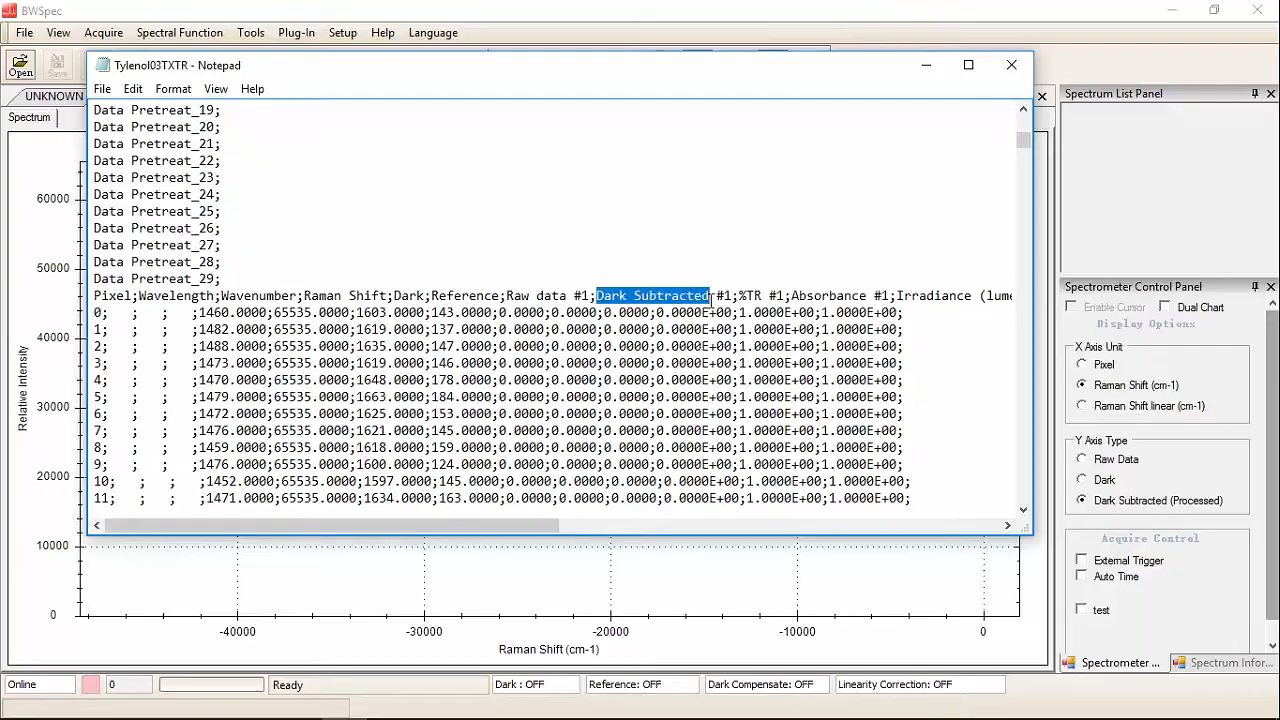 BWSpec
File View Acquire Spectral Function Tools Plug-In Setup Help Language
Open Save
Tylenol03TXTR - Notepad
File Edit Format View Help
Data Pretreat_19;
Data Pretreat_20;
Data Pretreat_21;
Data Pretreat_22;
Data Pretreat_23;
Data Pretreat_24;
Data Pretreat_25;
Data Pretreat_26;
Data Pretreat_27;
Data Pretreat_28;
Data Pretreat_29;
Pixel;Wavelength;Wavenumber;Raman Shift;Dark;Reference;Raw data #1;Dark Subtracted #1;%TR #1;Absorbance #1;Irradiance (lume
0; ; ; ;1460.0000;65535.0000;1603.0000;143.0000;0.0000;0.0000;0.0000;0.0000E+00;1.0000E+00;1.0000E+00;
1; ; ; ;1482.0000;65535.0000;1619.0000;137.0000;0.0000;0.0000;0.0000;0.0000E+00;1.0000E+00;1.0000E+00;
2; ; ; ;1488.0000;65535.0000;1635.0000;147.0000;0.0000;0.0000;0.0000;0.0000E+00;1.0000E+00;1.0000E+00;
3; ; ; ;1473.0000;65535.0000;1619.0000;146.0000;0.0000;0.0000;0.0000;0.0000E+00;1.0000E+00;1.0000E+00;
4; ; ; ;1470.0000;65535.0000;1648.0000;178.0000;0.0000;0.0000;0.0000;0.0000E+00;1.0000E+00;1.0000E+00;
5; ; ; ;1479.0000;65535.0000;1663.0000;184.0000;0.0000;0.0000;0.0000;0.0000E+00;1.0000E+00;1.0000E+00;
6; ; ; ;1472.0000;65535.0000;1625.0000;153.0000;0.0000;0.0000;0.0000;0.0000E+00;1.0000E+00;1.0000E+00;
7; ; ; ;1476.0000;65535.0000;1621.0000;145.0000;0.0000;0.0000;0.0000;0.0000E+00;1.0000E+00;1.0000E+00;
8; ; ; ;1459.0000;65535.0000;1618.0000;159.0000;0.0000;0.0000;0.0000;0.0000E+00;1.0000E+00;1.0000E+00;
9; ; ; ;1476.0000;65535.0000;1600.0000;124.0000;0.0000;0.0000;0.0000;0.0000E+00;1.0000E+00;1.0000E+00;
10; ; ; ;1452.0000;65535.0000;1597.0000;145.0000;0.0000;0.0000;0.0000;0.0000E+00;1.0000E+00;1.0000E+00;
11; ; ; ;1471.0000;65535.0000;1634.0000;163.0000;0.0000;0.0000;0.0000;0.0000E+00;1.0000E+00;1.0000E+00;
UNKNOWN
Spectrum
60000
50000
40000
30000
20000
10000
0
Relative Intensity
-40000 -30000 -20000 -10000 0
Raman Shift (cm-1)
Spectrum List Panel
Spectrometer Control Panel
Enable Cursor Dual Chart
Display Options
X Axis Unit
Pixel
Raman Shift (cm-1)
Raman Shift linear (cm-1)
Y Axis Type
Raw Data
Dark
Dark Subtracted (Processed)
Acquire Control
External Trigger
Auto Time
test
Spectrometer ... Spectrum Infor...
Online 0 Ready Dark : OFF Reference: OFF Dark Compensate: OFF Linearity Correction: OFF